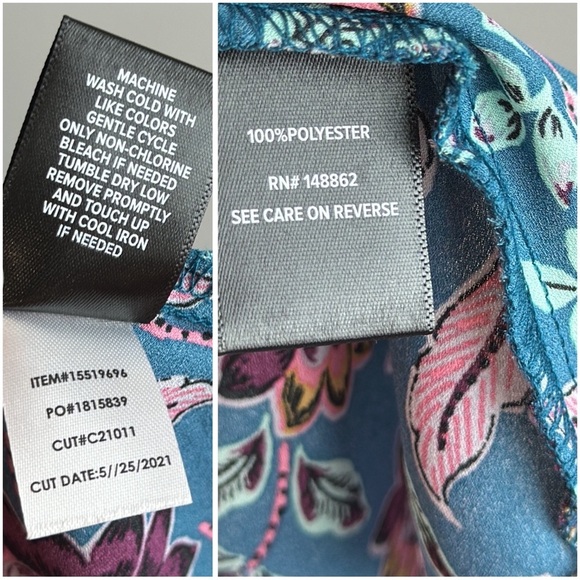 MACHINE
WASH COLD WITH
LIKE COLORS
GENTLE CYCLE
ONLY NON-CHLORINE
BLEACH IF NEEDED
TUMBLE DRY LOW
REMOVE PROMPTLY
AND TOUCH UP
WITH COOL IRON
IF NEEDED
ITEM#15519696
PO#1815839
CUT#C21011
CUT DATE:5//25/2021
100%POLYESTER
RN# 148862
SEE CARE ON REVERSE